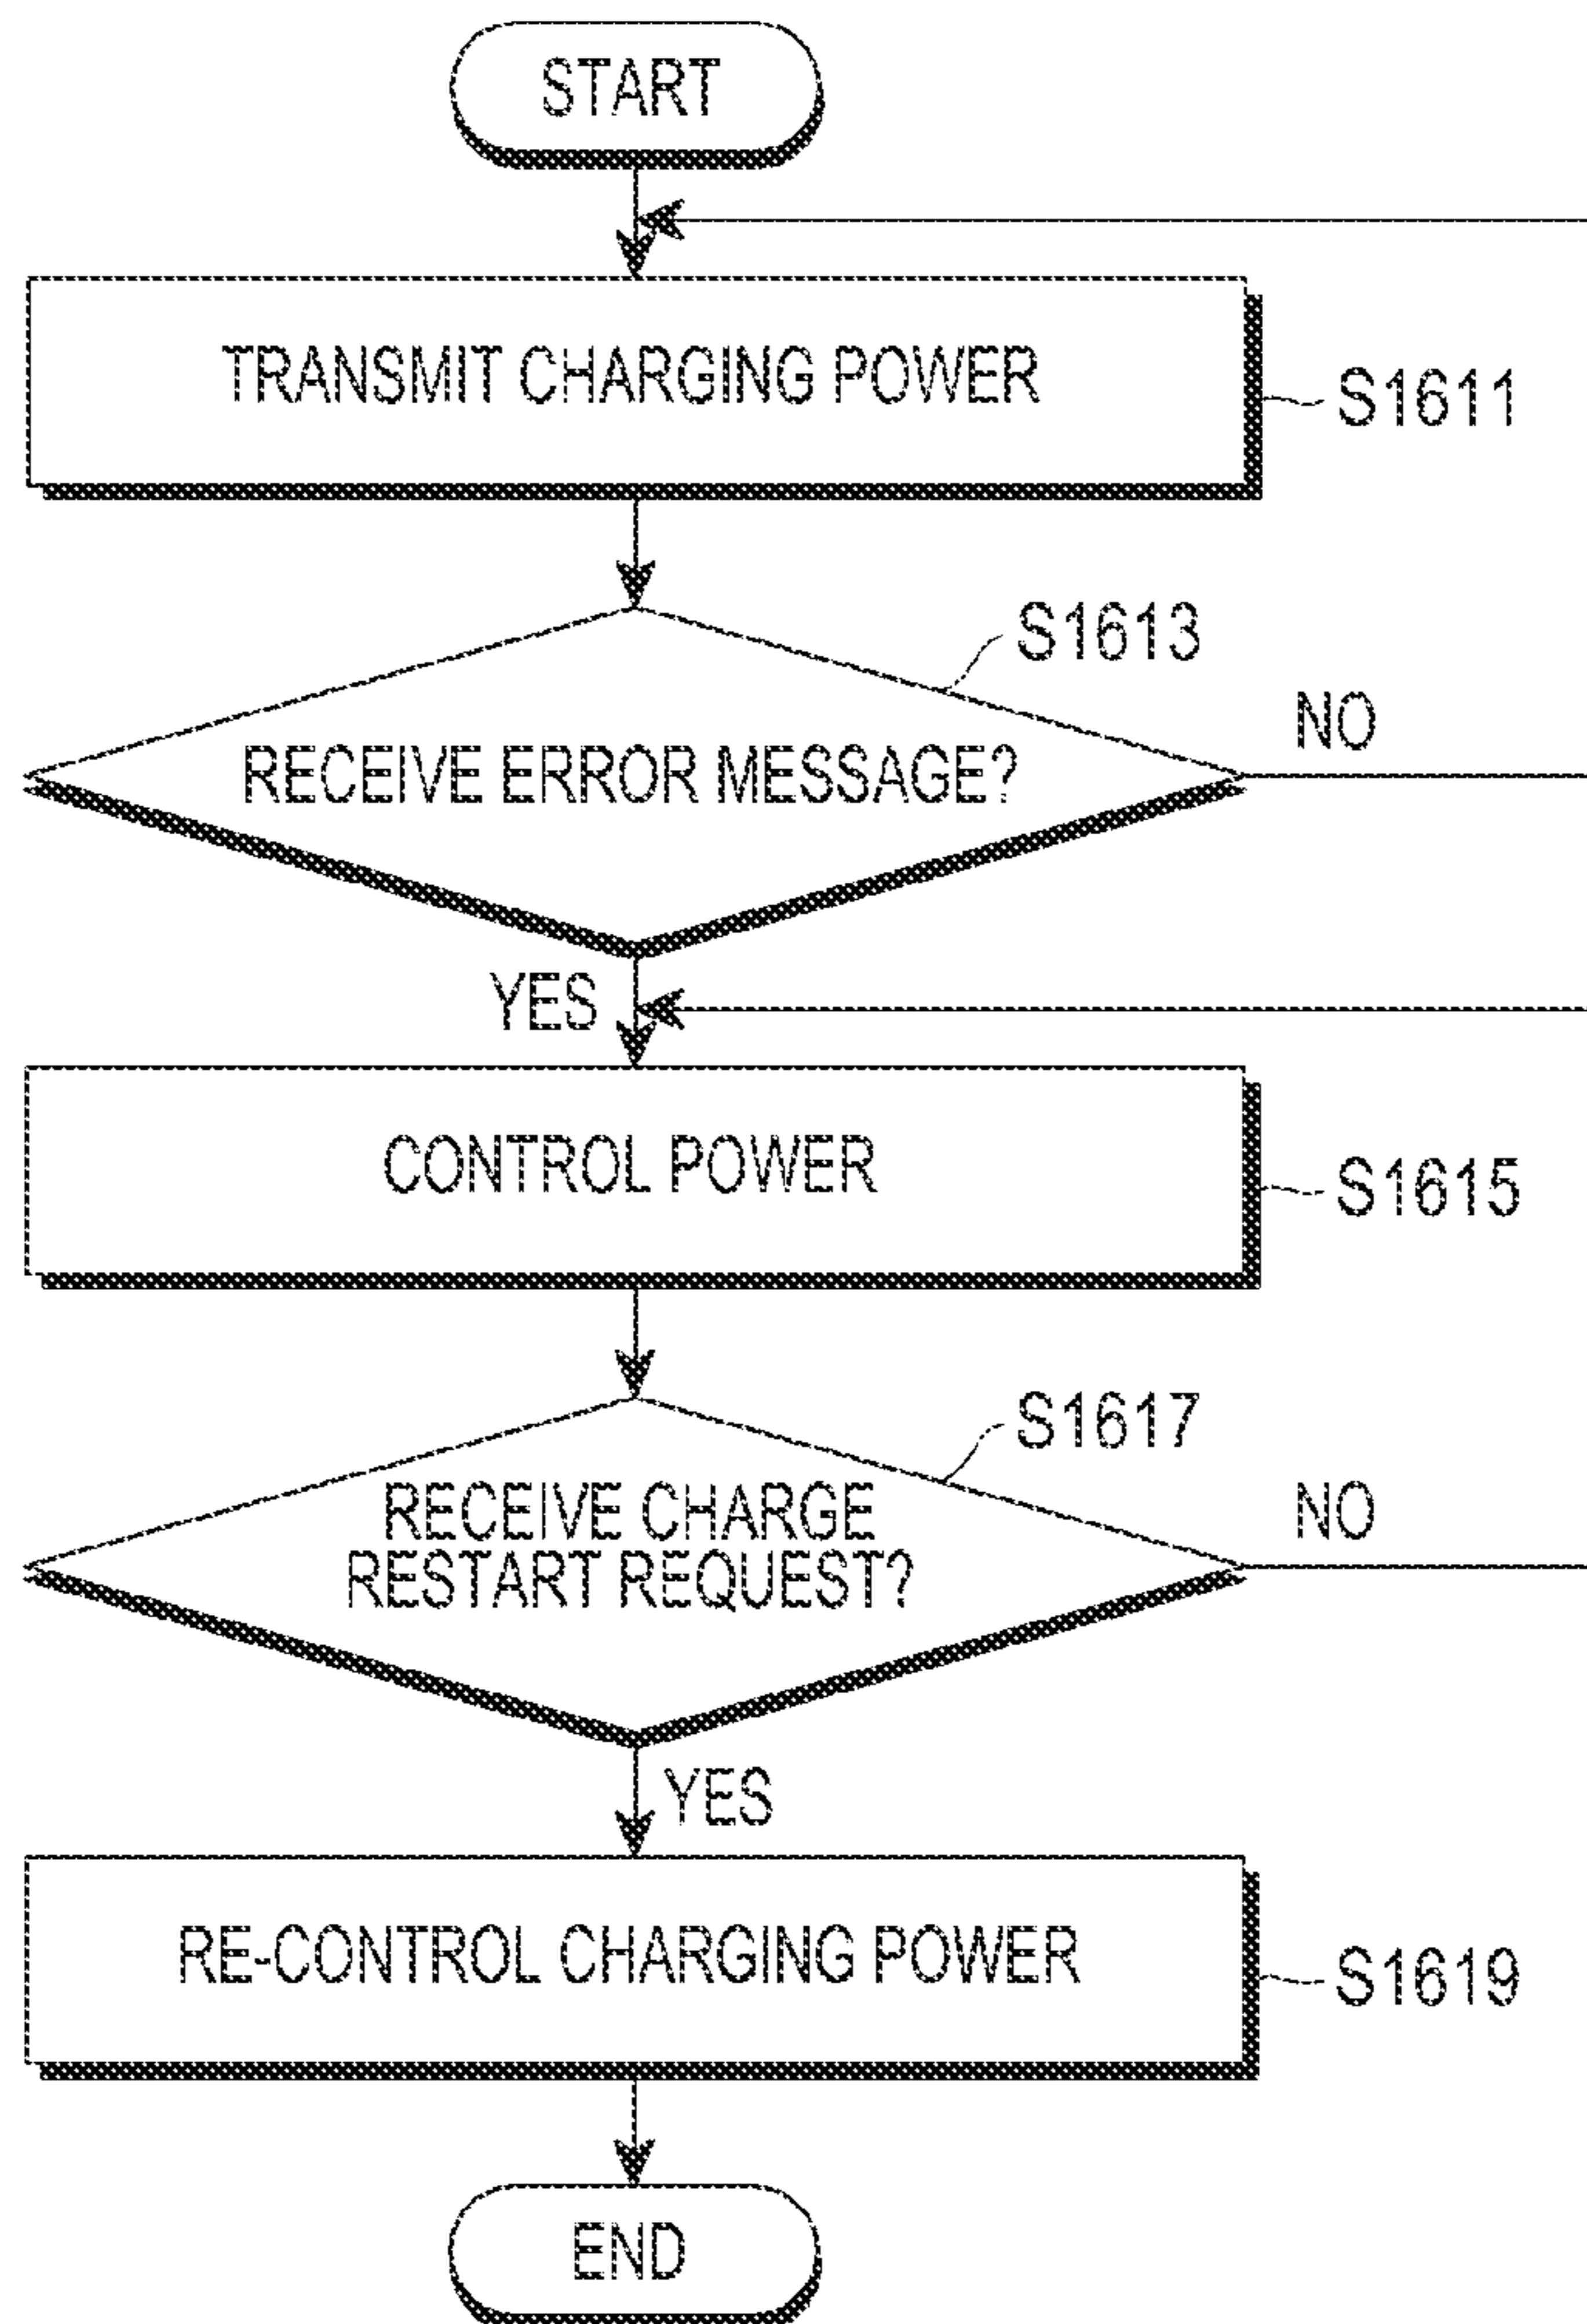 START
TRANSMIT CHARGING POWER
S1611
S1613
RECEIVE ERROR MESSAGE?
NO
YES
CONTROL POWER
S1615
S1617
RECEIVE CHARGE
RESTART REQUEST?
NO
YES
RE-CONTROL CHARGING POWER
S1619
END